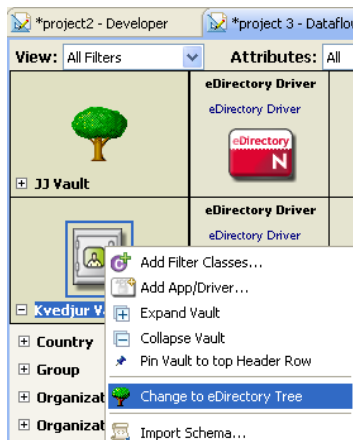 *project2 - Developer
*project 3 - Dataflo
View: All Filters
Attributes: All
eDirectory Driver
eDirectory Driver
eDirectory
N
JJ Vault
eDirectory Driver
eDirectory Driver
Kvedjur V
Add Filter Classes...
Add App/Driver...
Expand Vault
Collapse Vault
Pin Vault to top Header Row
Change to eDirectory Tree
Import Schema...
Country
Group
Organizat
Organizat